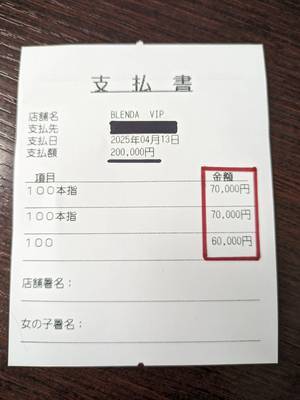 支払書
店舗名 BLENDA VIP
支払先
支払日 2025年04月13日
支払額 200,000円
項目 金額
100本指 70,000円
100本指 70,000円
100 60,000円
店舗署名；
女の子署名；